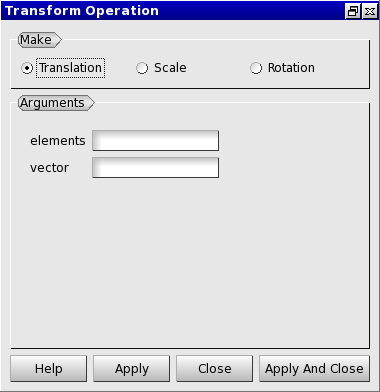 Transform Operation
Make
Translation Scale Rotation
Arguments
elements
vector
Help Apply Close Apply And Close